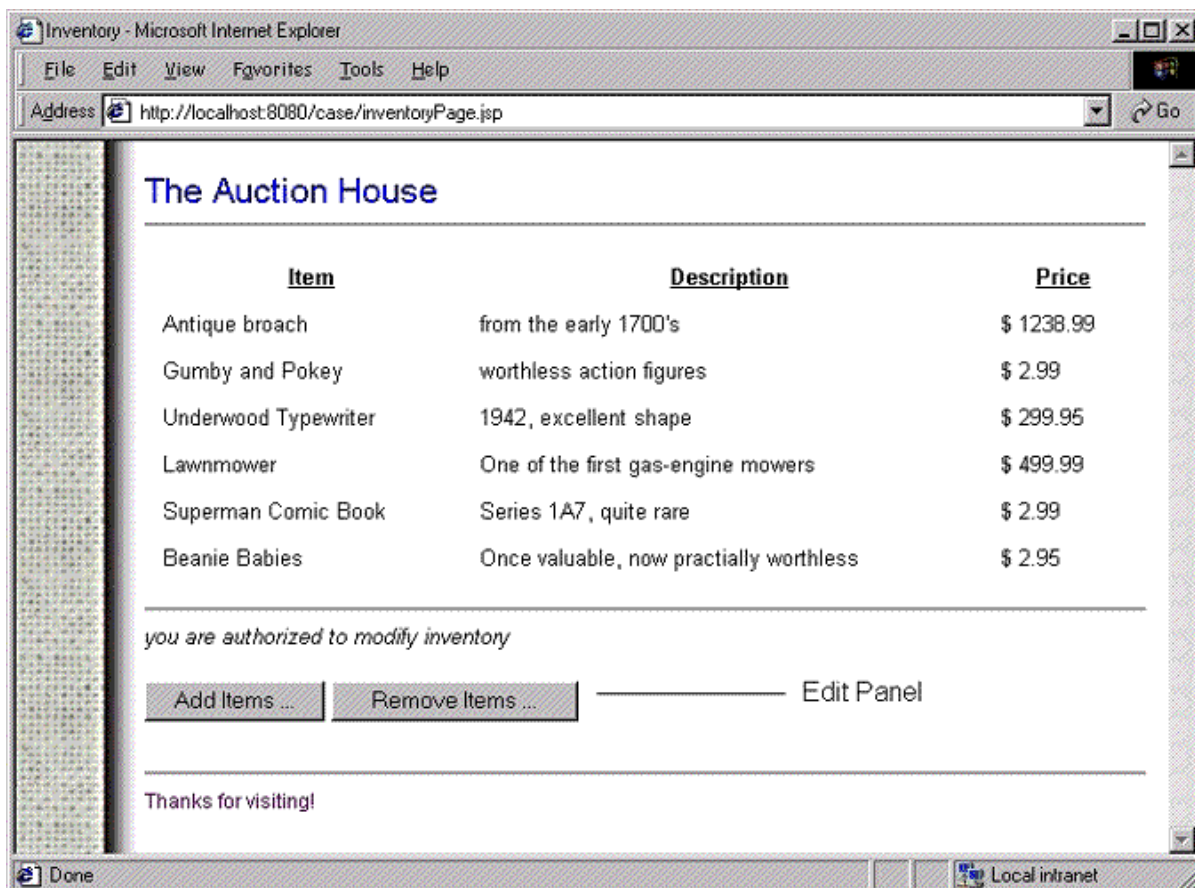 Inventory - Microsoft Internet Explorer
File Edit View Favorites Tools Help
Address http://localhost:8080/case/inventoryPage.jsp Go
The Auction House
Item Description Price
Antique broach from the early 1700's $ 1238.99
Gumby and Pokey worthless action figures $ 2.99
Underwood Typewriter 1942, excellent shape $ 299.95
Lawnmower One of the first gas-engine mowers $ 499.99
Superman Comic Book Series 1A7, quite rare $ 2.99
Beanie Babies Once valuable, now practially worthless $ 2.95
you are authorized to modify inventory
Add Items ... Remove Items ... Edit Panel
Thanks for visiting!
Done Local intranet